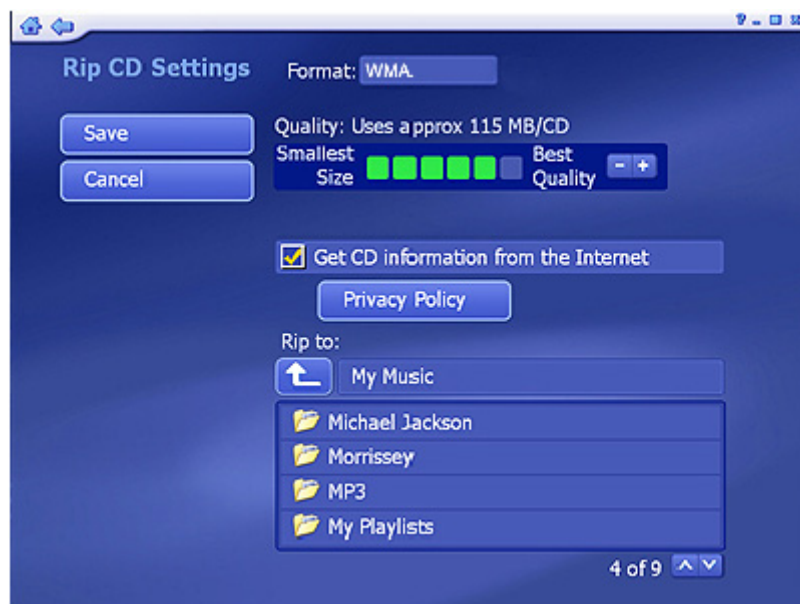 Rip CD Settings
Format: WMA
Save
Cancel
Quality: Uses approx 115 MB/CD
Smallest Size
Best Quality
- +
Get CD information from the Internet
Privacy Policy
Rip to:
My Music
Michael Jackson
Morrissey
MP3
My Playlists
4 of 9